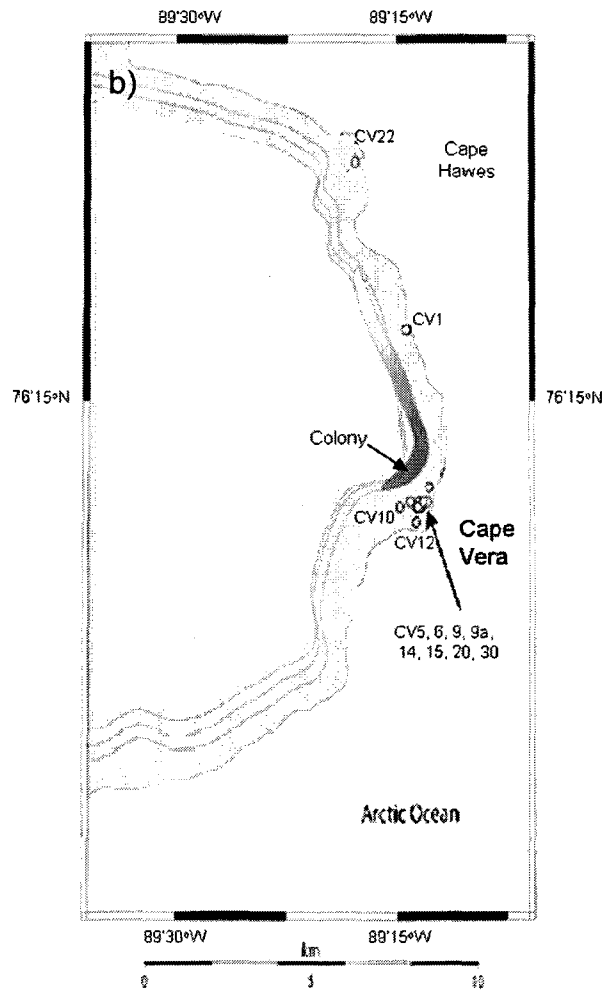 89°30'W 89°15'W
b)
CV22
Cape
Hawes
CV1
76°15'N 76°15'N
Colony
CV10
CV12
Cape
Vera
CV5, 6, 9, 9a,
14, 15, 20, 30
Arctic Ocean
89°30'W 89°15'W
km
0 5 10